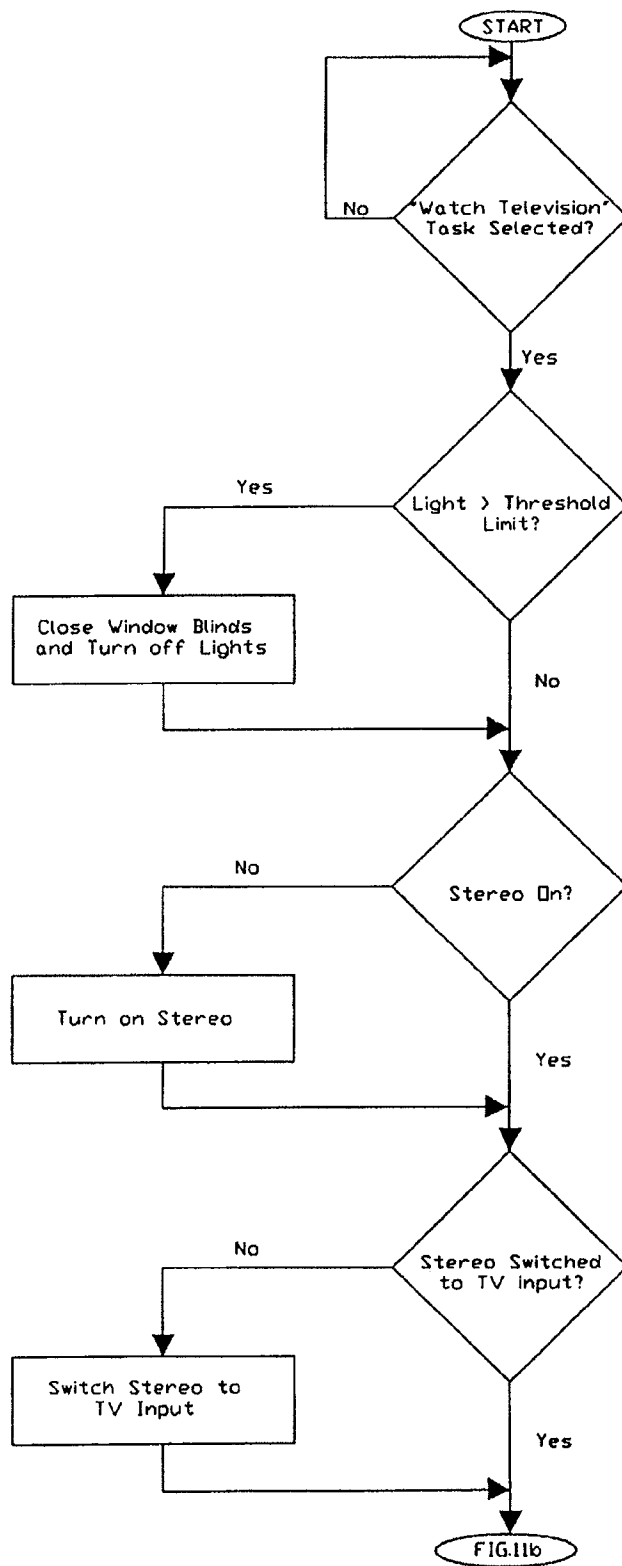 START
"Watch Television"
Task Selected?
No
Yes
Light > Threshold
Limit?
Yes
Close Window Blinds
and Turn off Lights
No
Stereo On?
No
Turn on Stereo
Yes
Stereo Switched
to TV input?
No
Switch Stereo to
TV Input
Yes
FIG.11b